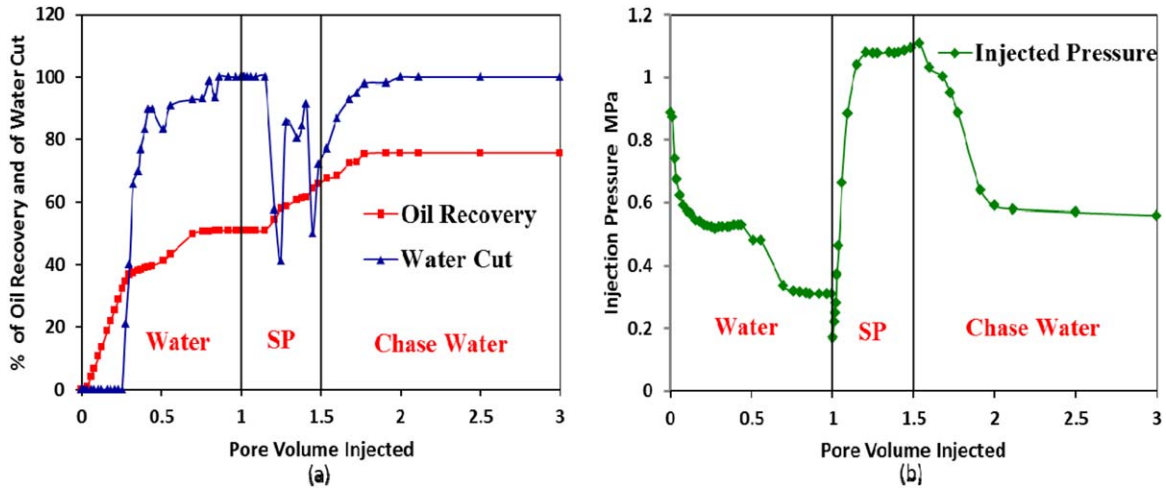 % of Oil Recovery and of Water Cut
120
100
80
60
40
20
0
Oil Recovery
Water Cut
Water
SP
Chase Water
0 0.5 1 1.5 2 2.5 3
Pore Volume Injected
(a)
Injection Pressure MPa
1.2
1
0.8
0.6
0.4
0.2
0
Injected Pressure
Water
SP
Chase Water
0 0.5 1 1.5 2 2.5 3
Pore Volume Injected
(b)